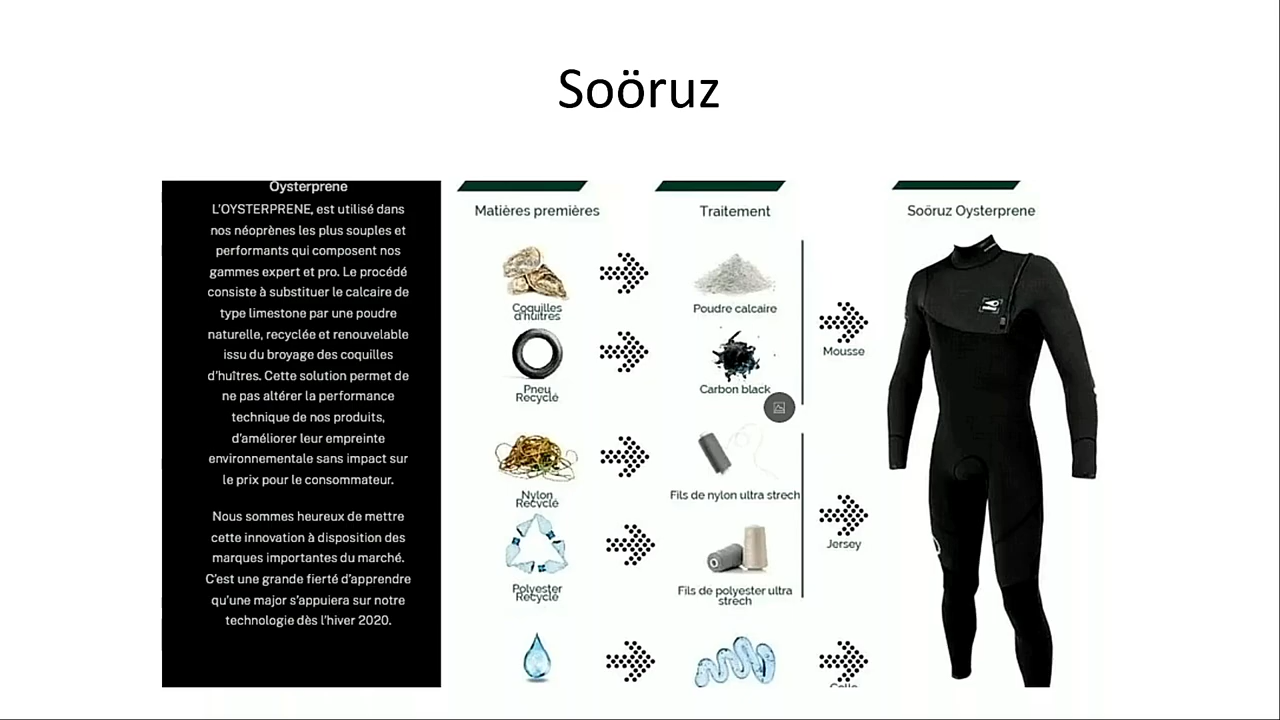 Soöruz
Oysterprene
L'OYSTERPRENE, est utilisé dans
nos néoprènes les plus souples et
performants qui composent nos
gammes expert et pro. Le procédé
consiste à substituer le calcaire de
type limestone par une poudre
naturelle, recyclée et renouvelable
issu du broyage des coquilles
d'huîtres. Cette solution permet de
ne pas altérer la performance
technique de nos produits,
d'améliorer leur empreinte
environnementale sans impact sur
le prix pour le consommateur.
Nous sommes heureux de mettre
cette innovation à disposition des
marques importantes du marché.
C'est une grande fierté d'apprendre
qu'une major s'appuiera sur notre
technologie dès l'hiver 2020.
Matières premières
Traitement
Soöruz Oysterprene
Coquilles
d'huîtres
Poudre calcaire
Mousse
Pneu
Recyclé
Carbon black
Nylon
Recyclé
Fils de nylon ultra strech
Jersey
Polyester
Recyclé
Fils de polyester ultra
strech